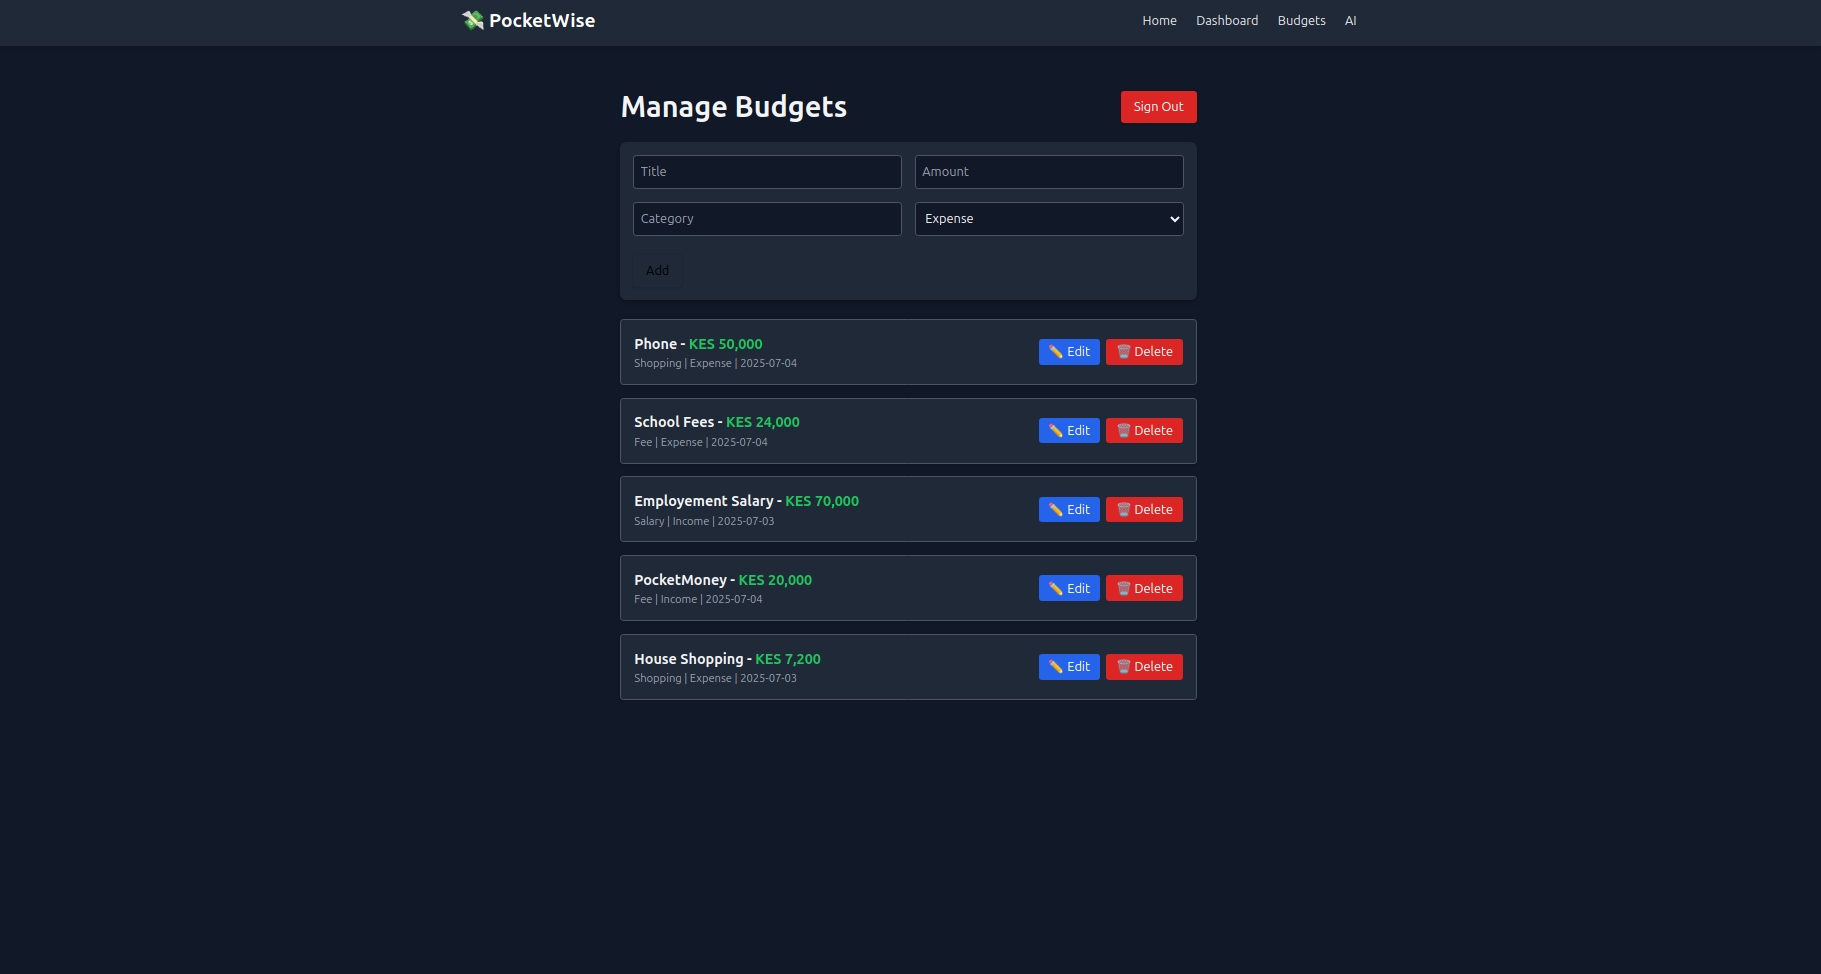 💸 PocketWise
Home Dashboard Budgets AI
Manage Budgets
Sign Out
Title
Amount
Category
Expense
Add
Phone - KES 50,000
Shopping | Expense | 2025-07-04
✏️ Edit 🗑️ Delete
School Fees - KES 24,000
Fee | Expense | 2025-07-04
✏️ Edit 🗑️ Delete
Employement Salary - KES 70,000
Salary | Income | 2025-07-03
✏️ Edit 🗑️ Delete
PocketMoney - KES 20,000
Fee | Income | 2025-07-04
✏️ Edit 🗑️ Delete
House Shopping - KES 7,200
Shopping | Expense | 2025-07-03
✏️ Edit 🗑️ Delete